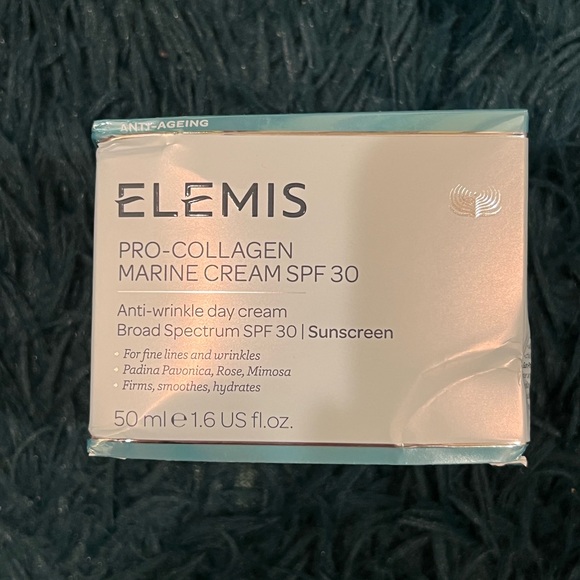 ANTI-AGEING
ELEMIS
PRO-COLLAGEN
MARINE CREAM SPF 30
Anti-wrinkle day cream
Broad Spectrum SPF 30 | Sunscreen
• For fine lines and wrinkles
• Padina Pavonica, Rose, Mimosa
• Firms, smoothes, hydrates
50 ml ℮ 1.6 US fl.oz.